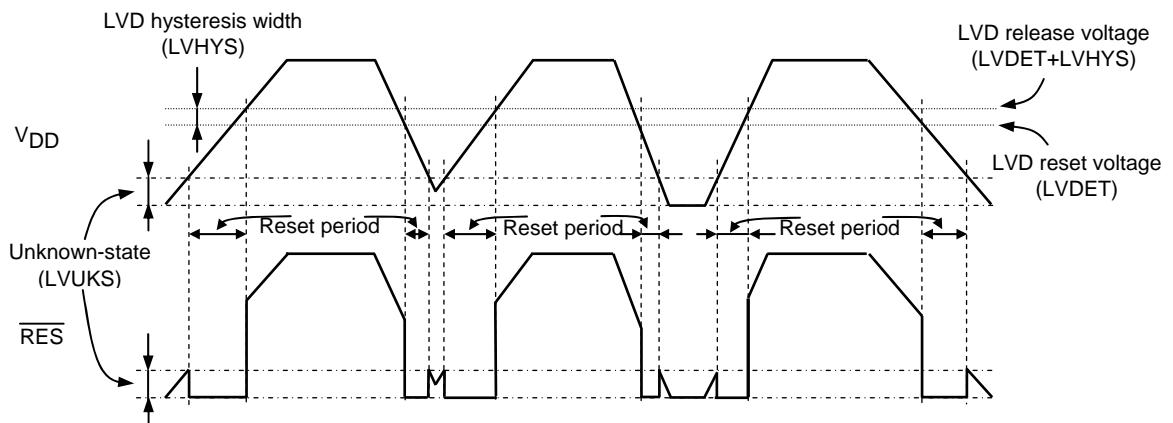 LVD hysteresis width
(LVHYS)
LVD release voltage
(LVDET+LVHYS)
VDD
LVD reset voltage
(LVDET)
Reset period
Reset period
Reset period
Unknown-state
(LVUKS)
RES